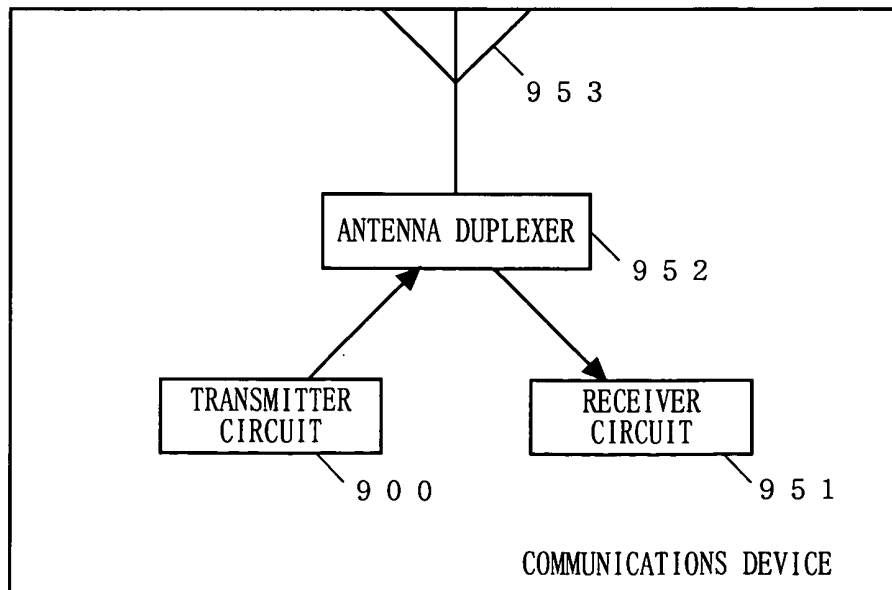 953
ANTENNA DUPLEXER
952
TRANSMITTER
CIRCUIT
RECEIVER
CIRCUIT
900
951
COMMUNICATIONS DEVICE